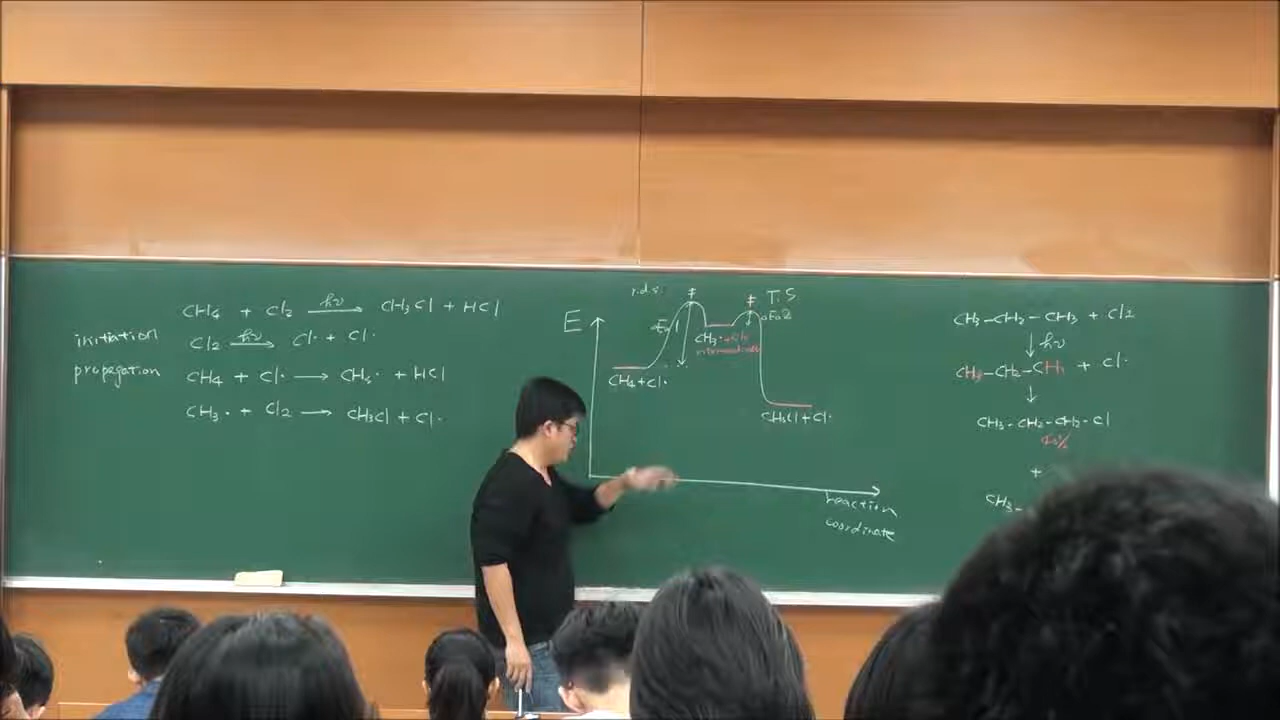 CH₄ + Cl₂ —hν→ CH₃Cl + HCl
initiation Cl₂ —hν→ Cl· + Cl·
propagation CH₄ + Cl· → CH₃· + HCl
CH₃· + Cl₂ → CH₃Cl + Cl·
r.d.s. ‡ ‡ T.S
E Ea1 Ea2
CH₃·
intermediate
CH₄+Cl·
CH₃Cl+Cl·
reaction
coordinate
CH₃-CH₂-CH₃ + Cl₂
↓ hν
CH₃-CH₂-CH₃ + Cl·
↓
CH₃-CH₂-CH₂-Cl
+
CH₃-